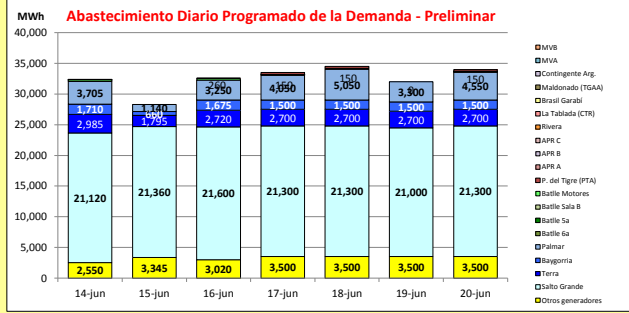 MWh
Abastecimiento Diario Programado de la Demanda - Preliminar
40,000
35,000
30,000
25,000
20,000
15,000
10,000
5,000
0
3,705
1,710
2,985
21,120
2,550
1,140
660
1,795
21,360
3,345
260
3,250
1,675
2,720
21,600
3,020
150
4,050
1,500
2,700
21,300
3,500
150
5,050
1,500
2,700
21,300
3,500
3,300
1,500
2,700
21,000
3,500
150
4,550
1,500
2,700
21,300
3,500
14-jun
15-jun
16-jun
17-jun
18-jun
19-jun
20-jun
MVB
MVA
Contingente Arg.
Maldonado (TGAA)
Brasil Garabi
La Tablada (CTR)
Rivera
APR C
APR B
APR A
P. del Tigre (PTA)
Batlle Motores
Batlle Sala B
Batlle 5a
Batlle 6a
Palmar
Baygorria
Terra
Salto Grande
Otros generadores